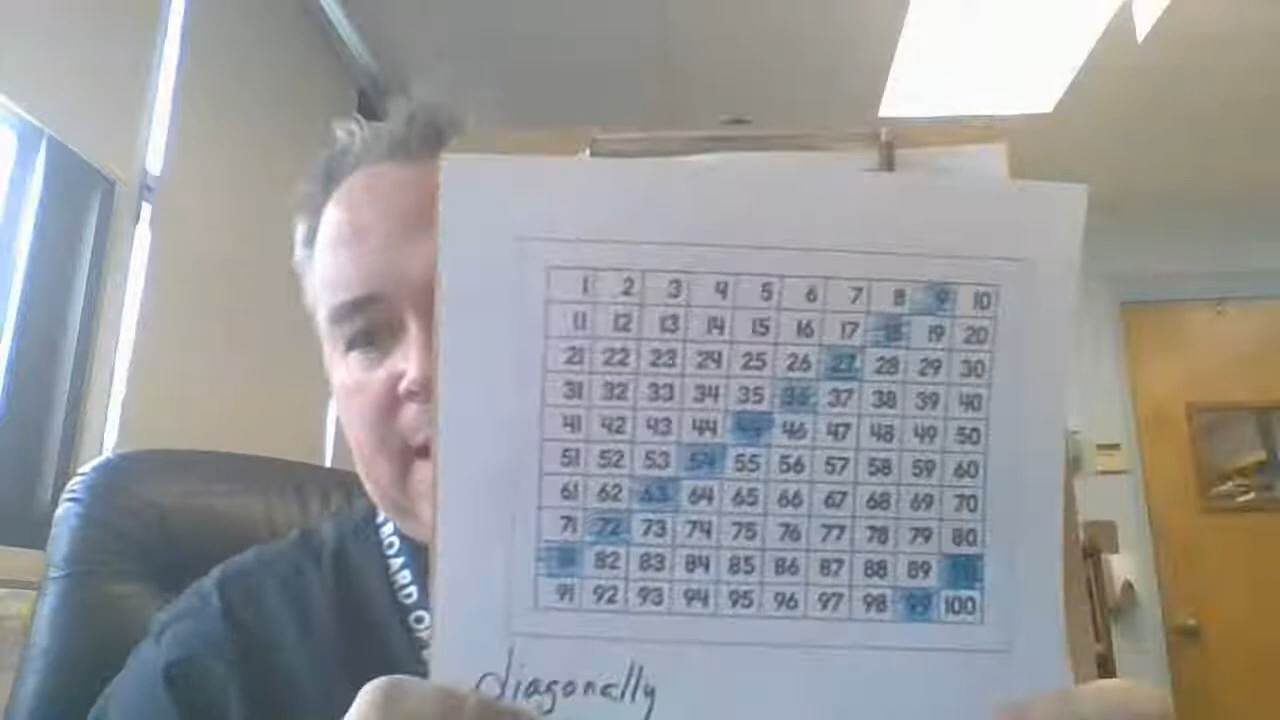 1 2 3 4 5 6 7 8 9 10
11 12 13 14 15 16 17 18 19 20
21 22 23 24 25 26 27 28 29 30
31 32 33 34 35 36 37 38 39 40
41 42 43 44 45 46 47 48 49 50
51 52 53 54 55 56 57 58 59 60
61 62 63 64 65 66 67 68 69 70
71 72 73 74 75 76 77 78 79 80
81 82 83 84 85 86 87 88 89 90
91 92 93 94 95 96 97 98 99 100
diagonally
BOARD O